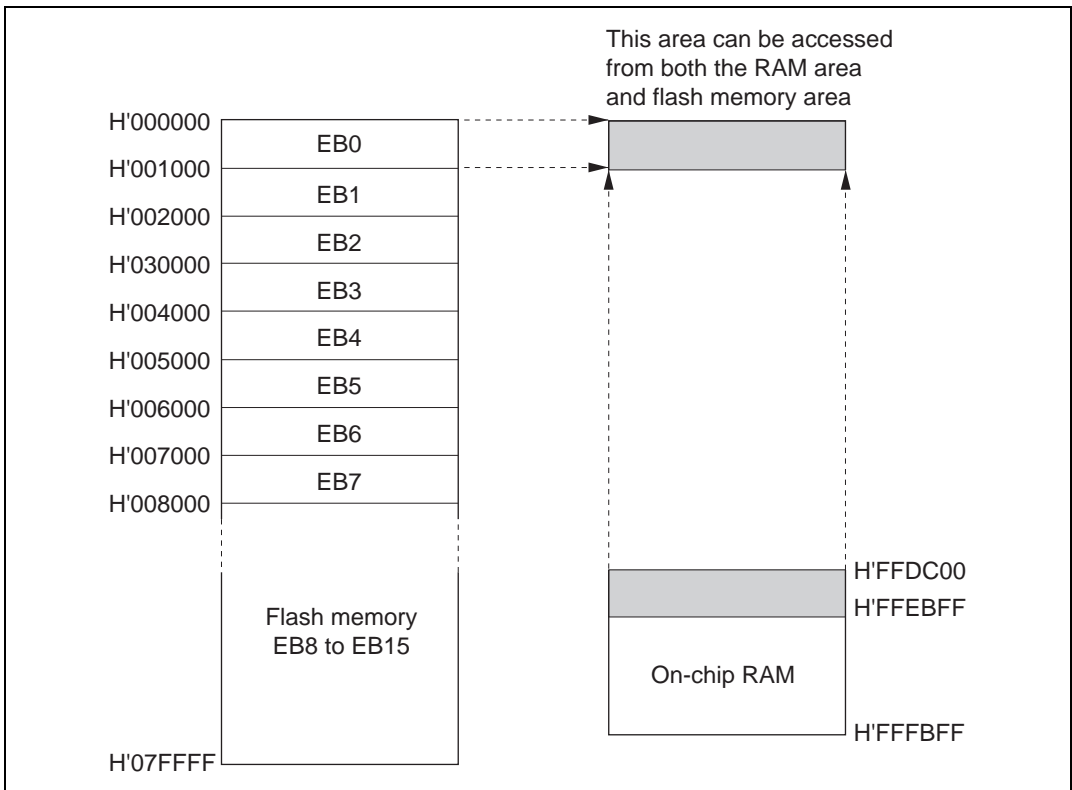 This area can be accessed
from both the RAM area
and flash memory area
H'000000
EB0
H'001000
EB1
H'002000
EB2
H'030000
EB3
H'004000
EB4
H'005000
EB5
H'006000
EB6
H'007000
EB7
H'008000
Flash memory
EB8 to EB15
H'07FFFF
H'FFDC00
H'FFEBFF
On-chip RAM
H'FFFBFF